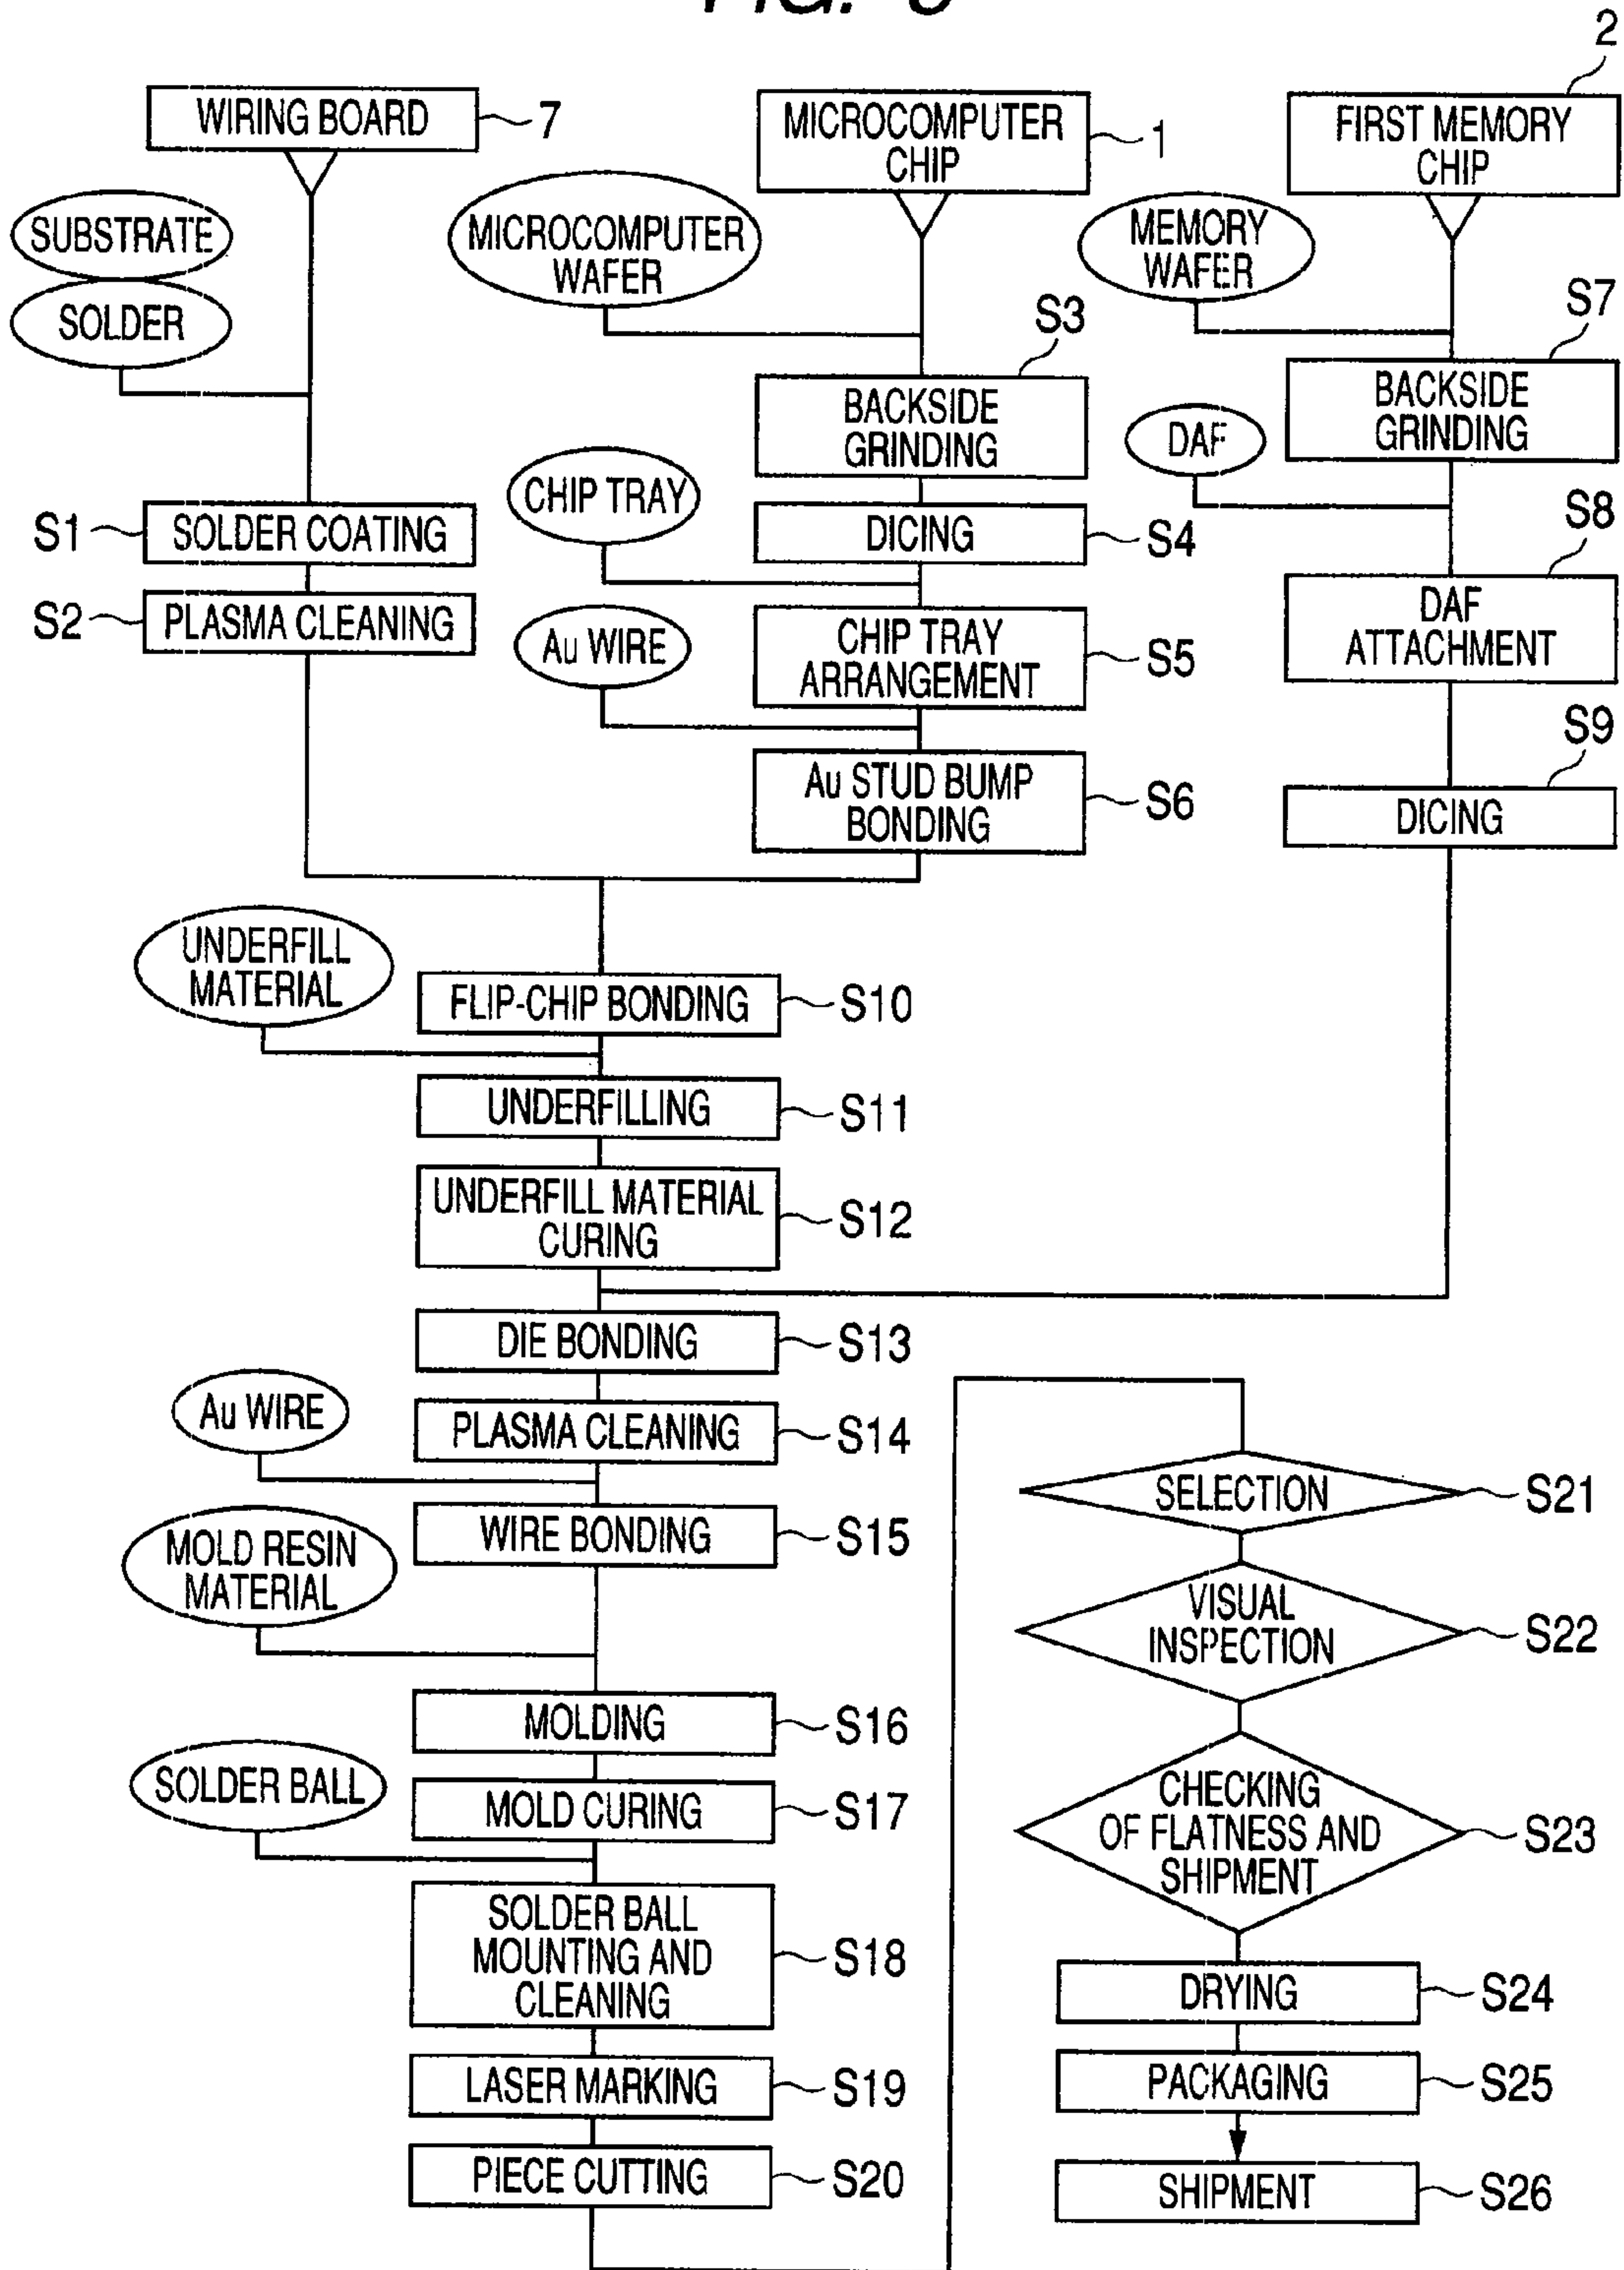 2
WIRING BOARD
7
MICROCOMPUTER
CHIP
1
FIRST MEMORY
CHIP
SUBSTRATE
SOLDER
MICROCOMPUTER
WAFER
MEMORY
WAFER
S3
S7
BACKSIDE
GRINDING
BACKSIDE
GRINDING
DAF
CHIP TRAY
S1
SOLDER COATING
DICING
S4
S8
S2
PLASMA CLEANING
Au WIRE
CHIP TRAY
ARRANGEMENT
S5
DAF
ATTACHMENT
S9
Au STUD BUMP
BONDING
S6
DICING
UNDERFILL
MATERIAL
FLIP-CHIP BONDING
S10
UNDERFILLING
S11
UNDERFILL MATERIAL
CURING
S12
DIE BONDING
S13
Au WIRE
PLASMA CLEANING
S14
WIRE BONDING
S15
MOLD RESIN
MATERIAL
MOLDING
S16
SOLDER BALL
MOLD CURING
S17
SOLDER BALL
MOUNTING AND
CLEANING
S18
LASER MARKING
S19
PIECE CUTTING
S20
SELECTION
S21
VISUAL
INSPECTION
S22
CHECKING
OF FLATNESS AND
SHIPMENT
S23
DRYING
S24
PACKAGING
S25
SHIPMENT
S26